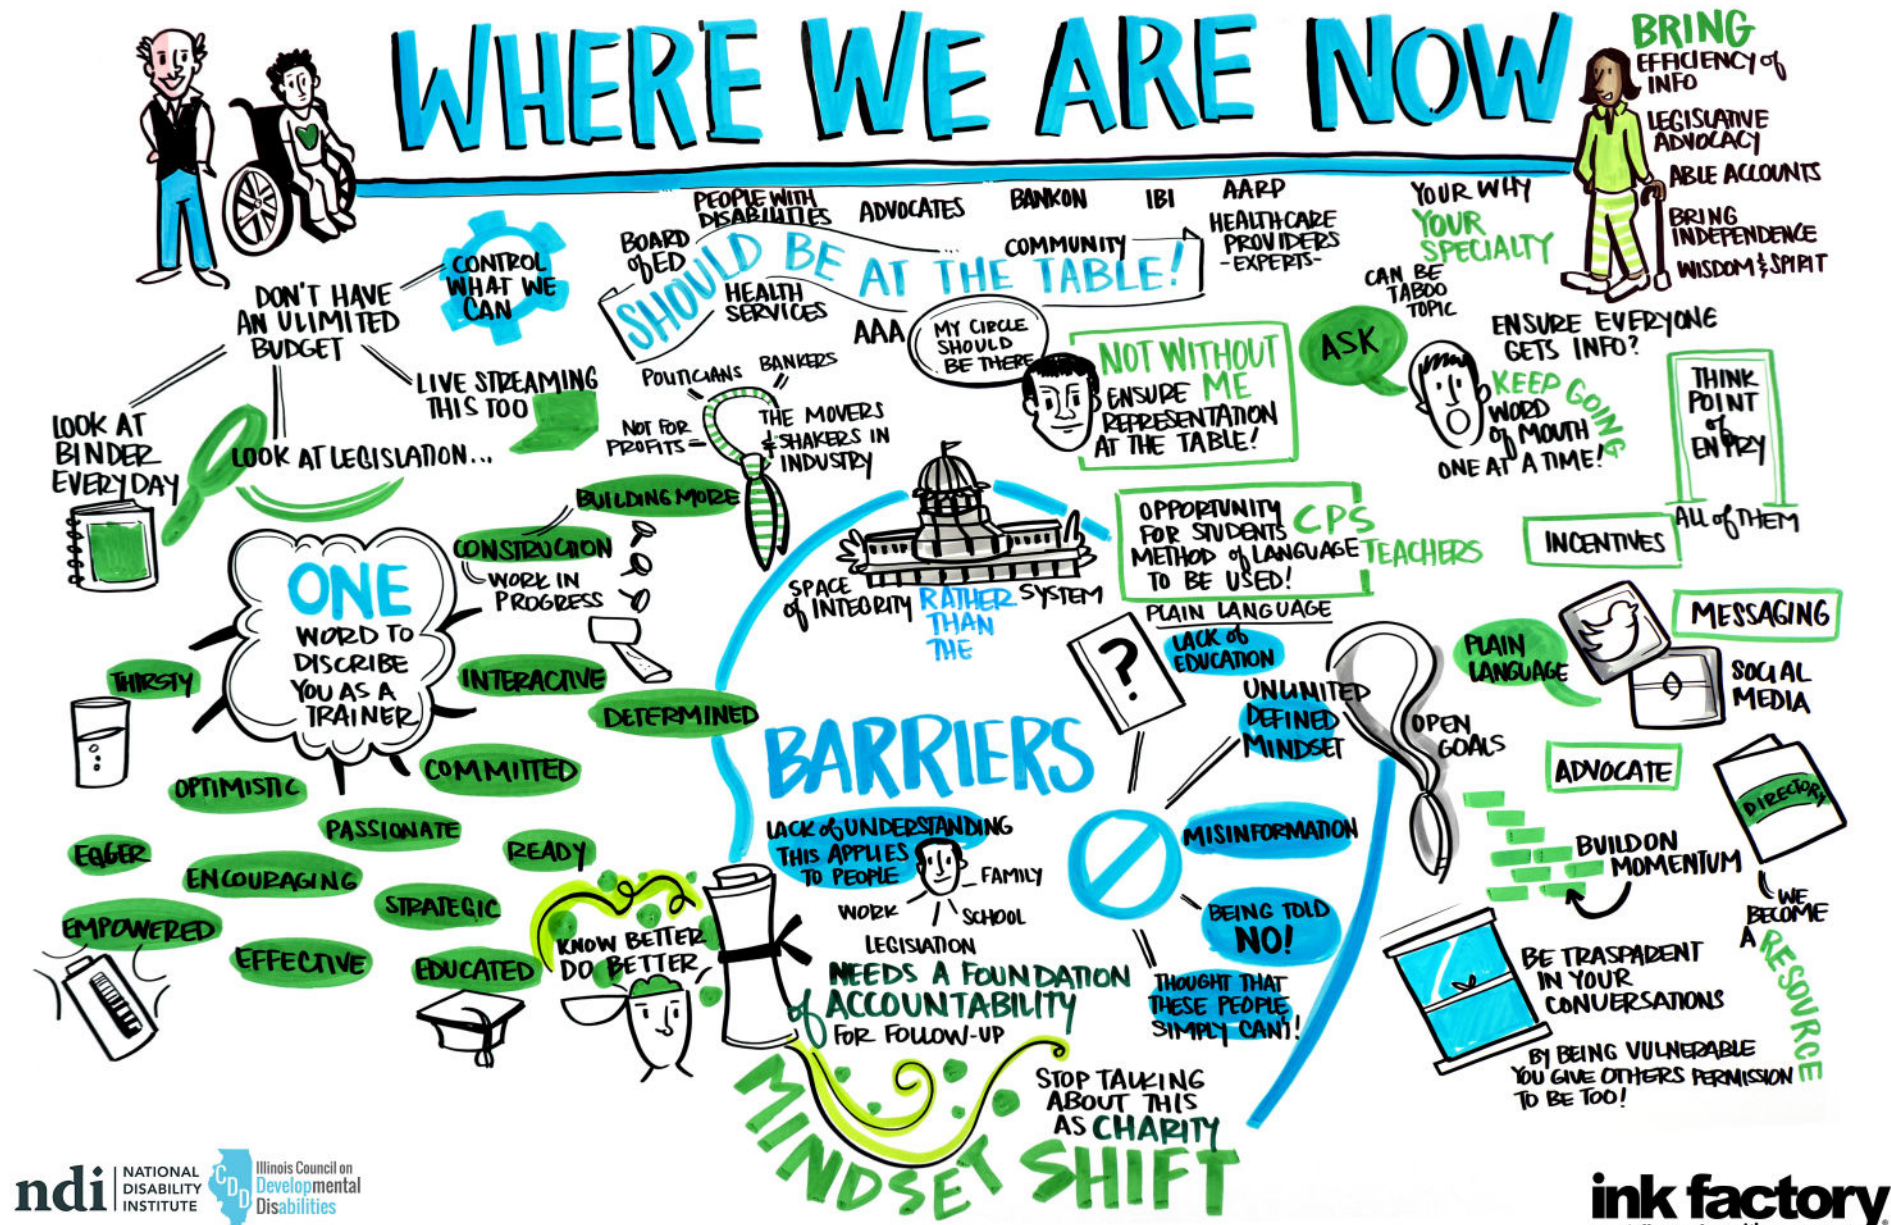 WHERE WE ARE NOW
BRING
EFFICIENCY of
INFO
LEGISLATIVE
ADVOCACY
ABLE ACCOUNTS
BRING
INDEPENDENCE
WISDOM & SPIRIT
CONTROL
WHAT WE
CAN
DON'T HAVE
AN ULIMITED
BUDGET
LIVE STREAMING
THIS TOO
LOOK AT
BINDER
EVERYDAY
LOOK AT LEGISLATION...
PEOPLE WITH
DISABILITIES
ADVOCATES
BANKON
IBI
AARP
BOARD
of ED
COMMUNITY
HEALTHCARE
PROVIDERS
-EXPERTS-
SHOULD BE AT THE TABLE!
HEALTH
SERVICES
AAA
MY CIRCLE
SHOULD
BE THERE
POLITICIANS
BANKERS
NOT FOR
PROFITS
THE MOVERS
& SHAKERS IN
INDUSTRY
NOT WITHOUT
ME
ENSURE
REPRESENTATION
AT THE TABLE!
YOUR WHY
YOUR
SPECIALTY
CAN BE
TABOO
TOPIC
ASK
ENSURE EVERYONE
GETS INFO?
KEEP GOING
WORD
of MOUTH
ONE AT A TIME!
THINK
POINT
of
ENTRY
ALL of THEM
INCENTIVES
MESSAGING
PLAIN
LANGUAGE
SOCIAL
MEDIA
ADVOCATE
DIRECTORY
WE
BECOME
A RESOURCE
BUILD ON
MOMENTUM
BE TRASPARENT
IN YOUR
CONVERSATIONS
BY BEING VULNERABLE
YOU GIVE OTHERS PERMISSION
TO BE TOO!
OPPORTUNITY
FOR STUDENTS
METHOD of LANGUAGE
TO BE USED!
CPS
TEACHERS
PLAIN LANGUAGE
SPACE
of INTEGRITY
RATHER
THAN
THE
SYSTEM
ONE
WORD TO
DISCRIBE
YOU AS A
TRAINER
BUILDING MORE
CONSTRUCTION
WORK IN
PROGRESS
THIRSTY
INTERACTIVE
DETERMINED
COMMITTED
OPTIMISTIC
PASSIONATE
READY
EAGER
ENCOURAGING
STRATEGIC
EMPOWERED
EFFECTIVE
EDUCATED
KNOW BETTER
DO BETTER
BARRIERS
LACK of
EDUCATION
UNLIMITED
DEFINED
MINDSET
OPEN
GOALS
?
MISINFORMATION
BEING TOLD
NO!
THOUGHT THAT
THESE PEOPLE
SIMPLY CAN'T!
LACK of UNDERSTANDING
THIS APPLIES
TO PEOPLE
FAMILY
WORK
SCHOOL
LEGISLATION
NEEDS A FOUNDATION
of ACCOUNTABILITY
FOR FOLLOW-UP
STOP TALKING
ABOUT THIS
AS CHARITY
MINDSET SHIFT
ndi
NATIONAL
DISABILITY
INSTITUTE
CDD
Illinois Council on
Developmental
Disabilities
ink factory